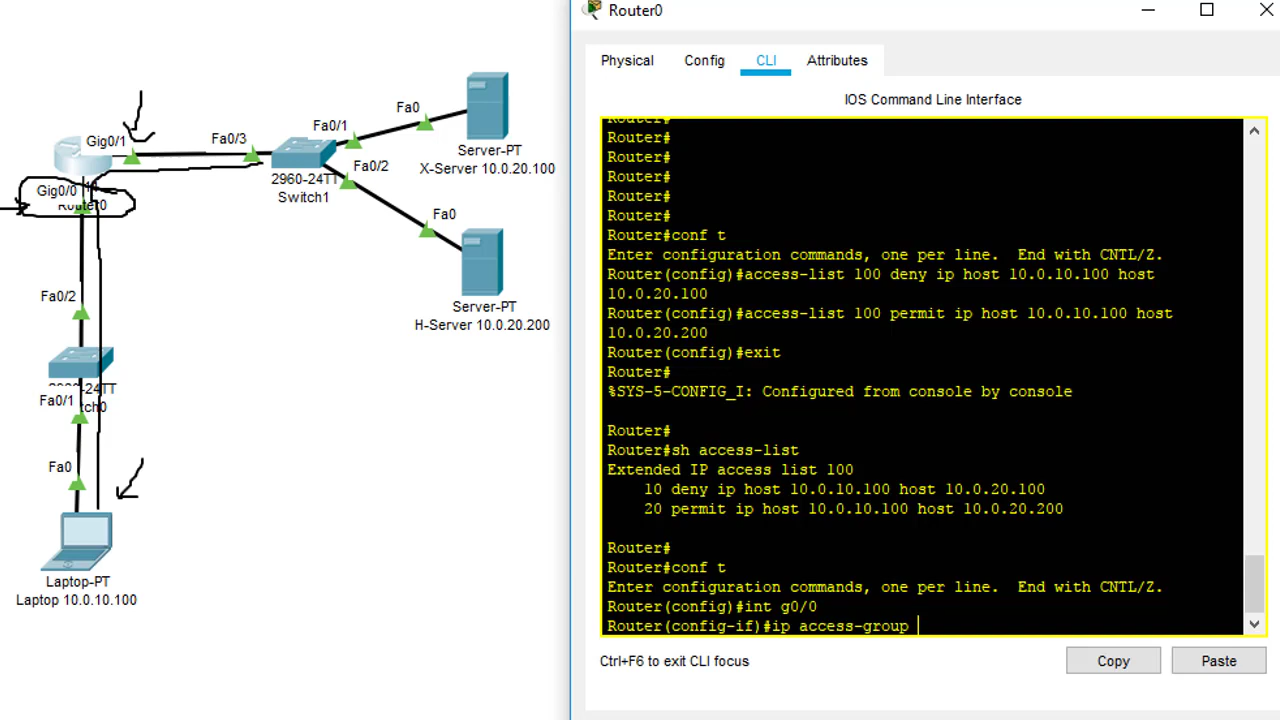 Router0
Physical
Config
CLI
Attributes
IOS Command Line Interface
Router#
Router#
Router#
Router#
Router#
Router#
Router#conf t
Enter configuration commands, one per line.  End with CNTL/Z.
Router(config)#access-list 100 deny ip host 10.0.10.100 host
10.0.20.100
Router(config)#access-list 100 permit ip host 10.0.10.100 host
10.0.20.200
Router(config)#exit
Router#
%SYS-5-CONFIG_I: Configured from console by console
Router#
Router#sh access-list
Extended IP access list 100
10 deny ip host 10.0.10.100 host 10.0.20.100
20 permit ip host 10.0.10.100 host 10.0.20.200
Router#
Router#conf t
Enter configuration commands, one per line.  End with CNTL/Z.
Router(config)#int g0/0
Router(config-if)#ip access-group
Ctrl+F6 to exit CLI focus
Copy
Paste
Gig0/1
Fa0/3
Fa0/1
Fa0
Server-PT
X-Server 10.0.20.100
2960-24TT
Switch1
Fa0/2
Gig0/0
Router0
Fa0
Server-PT
H-Server 10.0.20.200
Fa0/2
Fa0/1
Fa0
Laptop-PT
Laptop 10.0.10.100